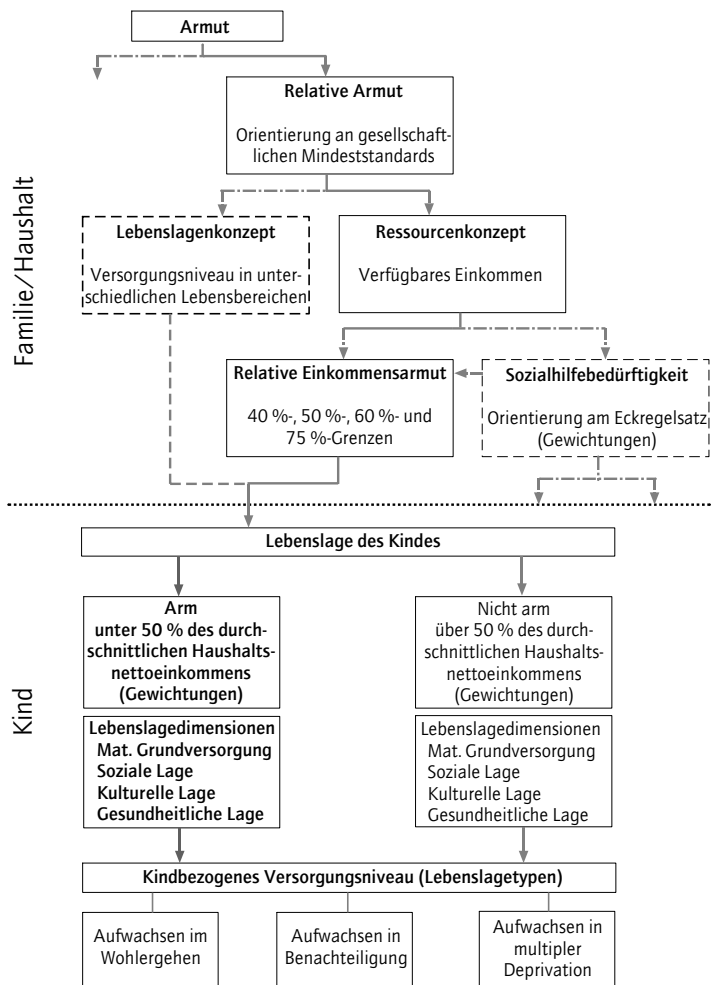 Armut
Relative Armut
Orientierung an gesellschaft-
lichen Mindeststandards
Familie/Haushalt
Lebenslagenkonzept
Versorgungsniveau in unter-
schiedlichen Lebensbereichen
Ressourcenkonzept
Verfügbares Einkommen
Relative Einkommensarmut
40 %-, 50 %-, 60 %- und
75 %-Grenzen
Sozialhilfebedürftigkeit
Orientierung am Eckregelsatz
(Gewichtungen)
Kind
Lebenslage des Kindes
Arm
unter 50 % des durch-
schnittlichen Haushalts-
nettoeinkommens
(Gewichtungen)
Nicht arm
über 50 % des durch-
schnittlichen Haushalts-
nettoeinkommens
(Gewichtungen)
Lebenslagedimensionen
Mat. Grundversorgung
Soziale Lage
Kulturelle Lage
Gesundheitliche Lage
Lebenslagedimensionen
Mat. Grundversorgung
Soziale Lage
Kulturelle Lage
Gesundheitliche Lage
Kindbezogenes Versorgungsniveau (Lebenslagetypen)
Aufwachsen im
Wohlergehen
Aufwachsen in
Benachteiligung
Aufwachsen in
multipler
Deprivation